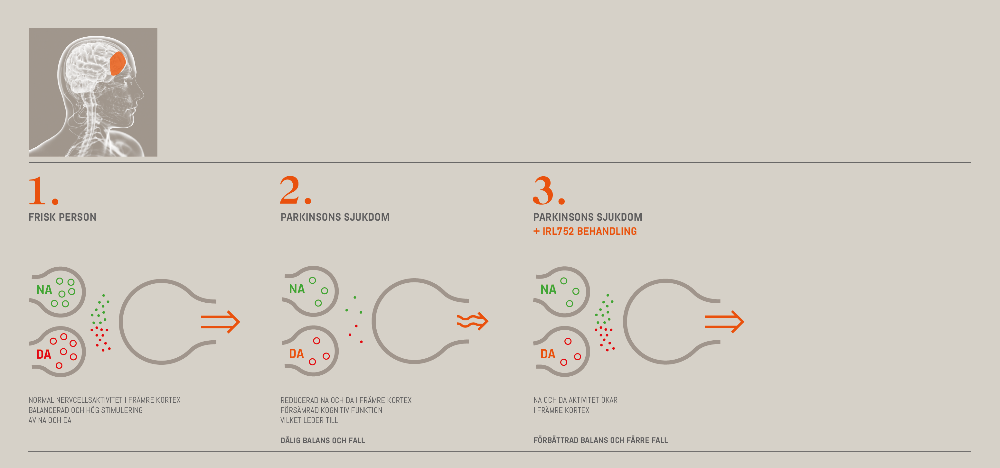 1.
FRISK PERSON
NA
DA
NORMAL NERVCELLSAKTIVITET I FRÄMRE KORTEX
BALANCERAD OCH HÖG STIMULERING
AV NA OCH DA
2.
PARKINSONS SJUKDOM
NA
DA
REDUCERAD NA OCH DA I FRÄMRE KORTEX
FÖRSÄMRAD KOGNITIV FUNKTION
VILKET LEDER TILL
DÅLIG BALANS OCH FALL
3.
PARKINSONS SJUKDOM
+ IRL752 BEHANDLING
NA
DA
NA OCH DA AKTIVITET ÖKAR
I FRÄMRE KORTEX
FÖRBÄTTRAD BALANS OCH FÄRRE FALL